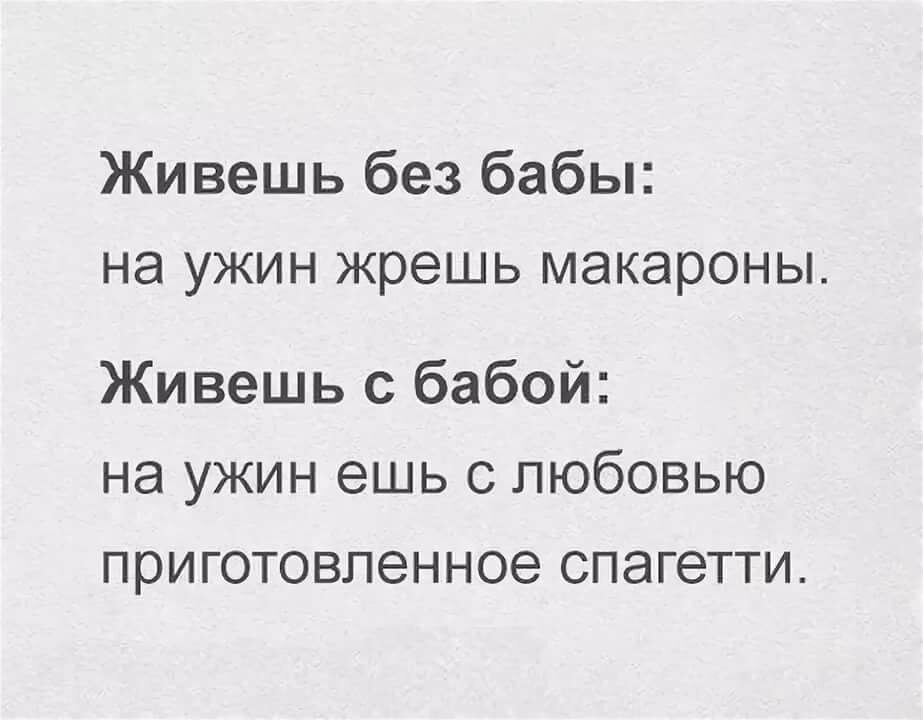 Живешь без бабы:
на ужин жрешь макароны.
Живешь с бабой:
на ужин ешь с любовью
приготовленное спагетти.